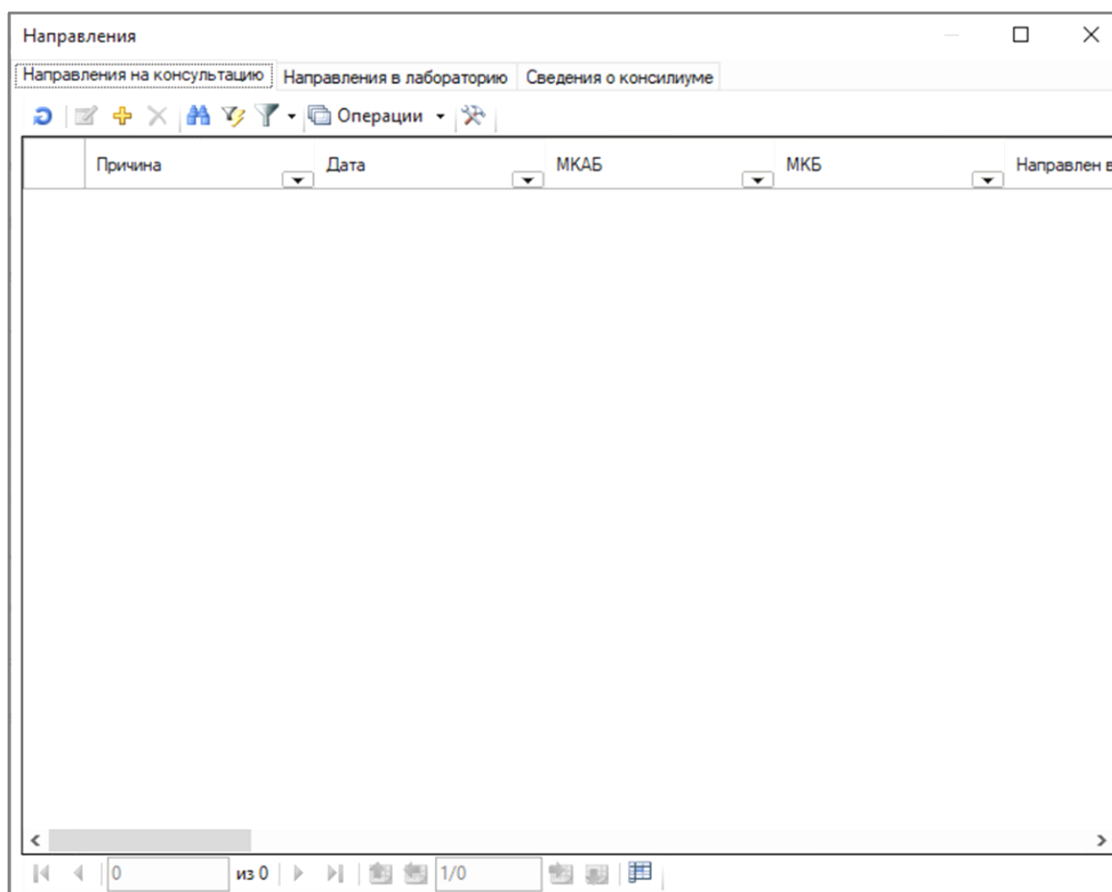 Направления
Направления на консультацию Направления в лабораторию Сведения о консилиуме
Операции
Причина Дата МКАБ МКБ Направлен в
0 из 0 1/0